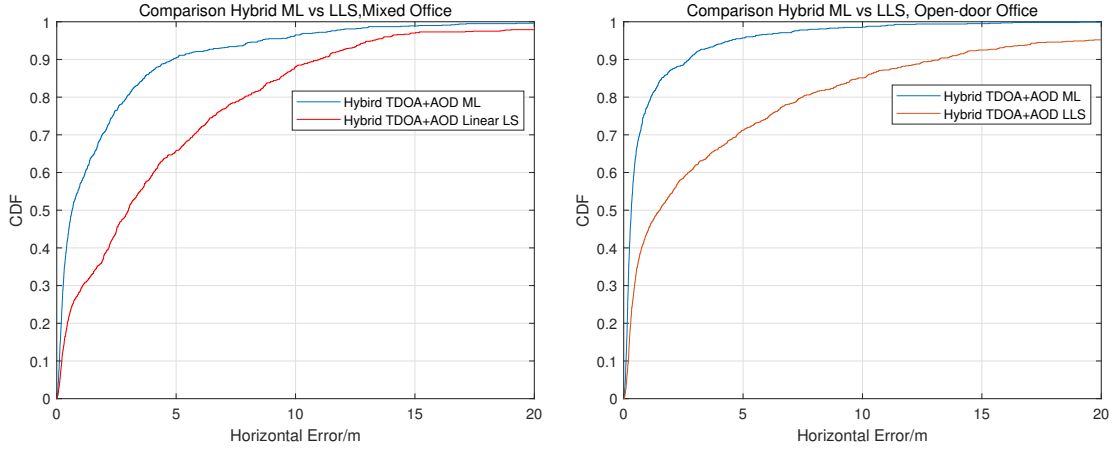 Comparison Hybrid ML vs LLS,Mixed Office
1
0.9
0.8
0.7
0.6
0.5
0.4
0.3
0.2
0.1
0
CDF
Hybird TDOA+AOD ML
Hybrid TDOA+AOD Linear LS
0 5 10 15 20
Horizontal Error/m
Comparison Hybrid ML vs LLS, Open-door Office
1
0.9
0.8
0.7
0.6
0.5
0.4
0.3
0.2
0.1
0
CDF
Hybrid TDOA+AOD ML
Hybrid TDOA+AOD LLS
0 5 10 15 20
Horizontal Error/m